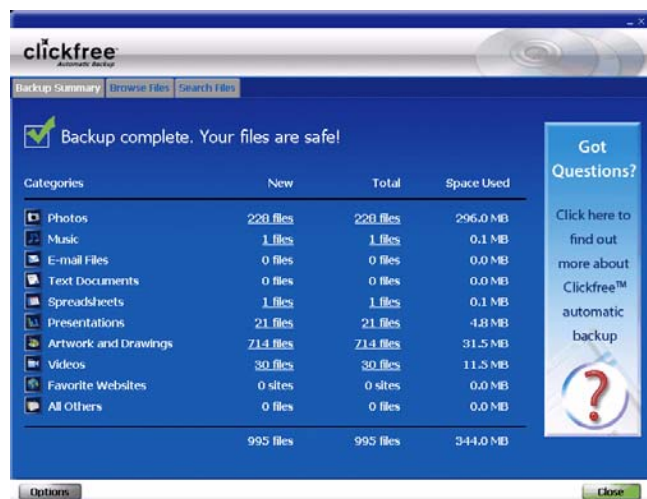 clickfree™
Automatic Backup
Backup Summary Browse Files Search Files
Backup complete. Your files are safe!
Categories New Total Space Used
Photos 228 files 228 files 296.0 MB
Music 1 files 1 files 0.1 MB
E-mail Files 0 files 0 files 0.0 MB
Text Documents 0 files 0 files 0.0 MB
Spreadsheets 1 files 1 files 0.1 MB
Presentations 21 files 21 files 4.8 MB
Artwork and Drawings 714 files 714 files 31.5 MB
Videos 30 files 30 files 11.5 MB
Favorite Websites 0 sites 0 sites 0.0 MB
All Others 0 files 0 files 0.0 MB
995 files 995 files 344.0 MB
Got
Questions?
Click here to
find out
more about
Clickfree™
automatic
backup
?
Options Close